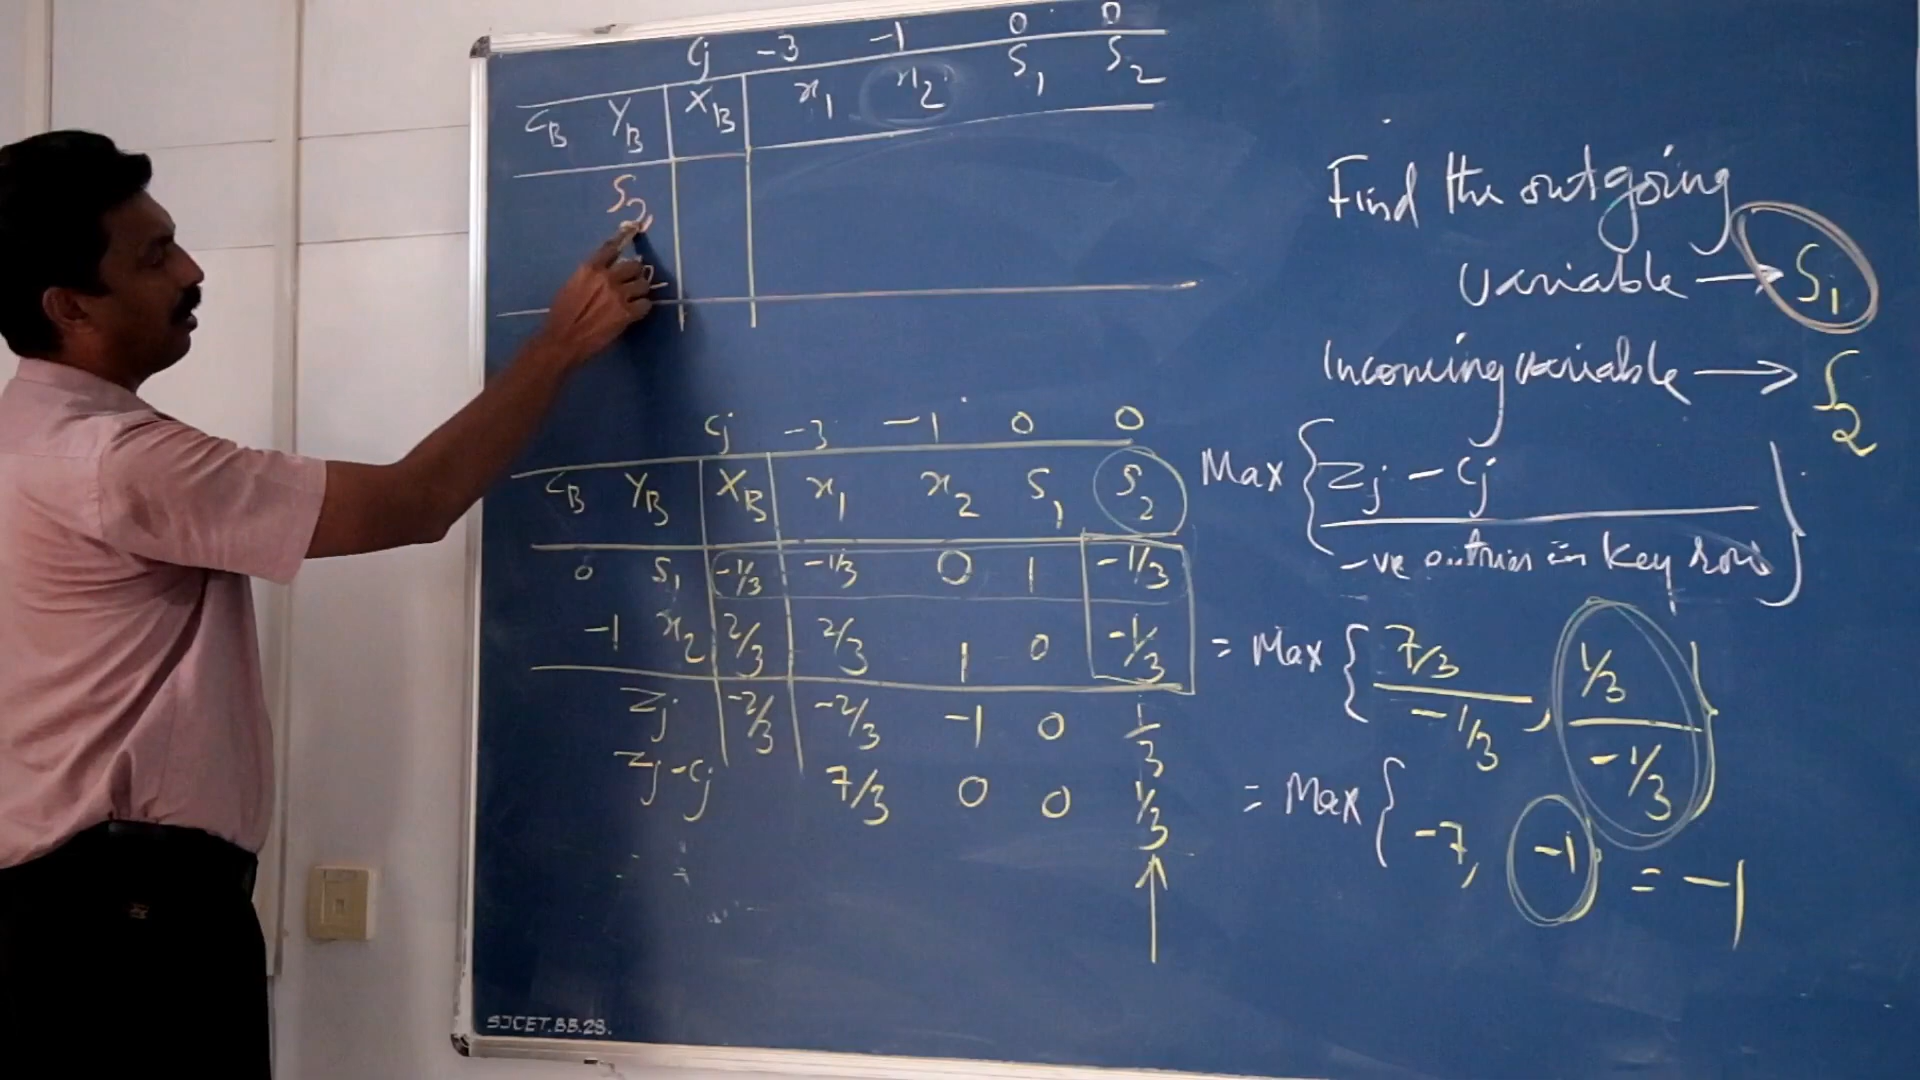 Cj -3 -1 0 0
CB YB XB x1 x2 S1 S2
S2
Cj -3 -1 0 0
CB YB XB x1 x2 S1 S2
0 S1 -1/3 -1/3 0 1 -1/3
-1 x2 2/3 2/3 1 0 -1/3
Zj -2/3 -2/3 -1 0 1/3
Zj-Cj 7/3 0 0 1/3
Find the outgoing
variable → S1
Incoming variable → S2
Max { Zj - Cj
-ve entries in key row }
= Max { 7/3 / -1/3 , 1/3 / -1/3 }
= Max { -7, -1 } = -1
SJCET.BB.28.